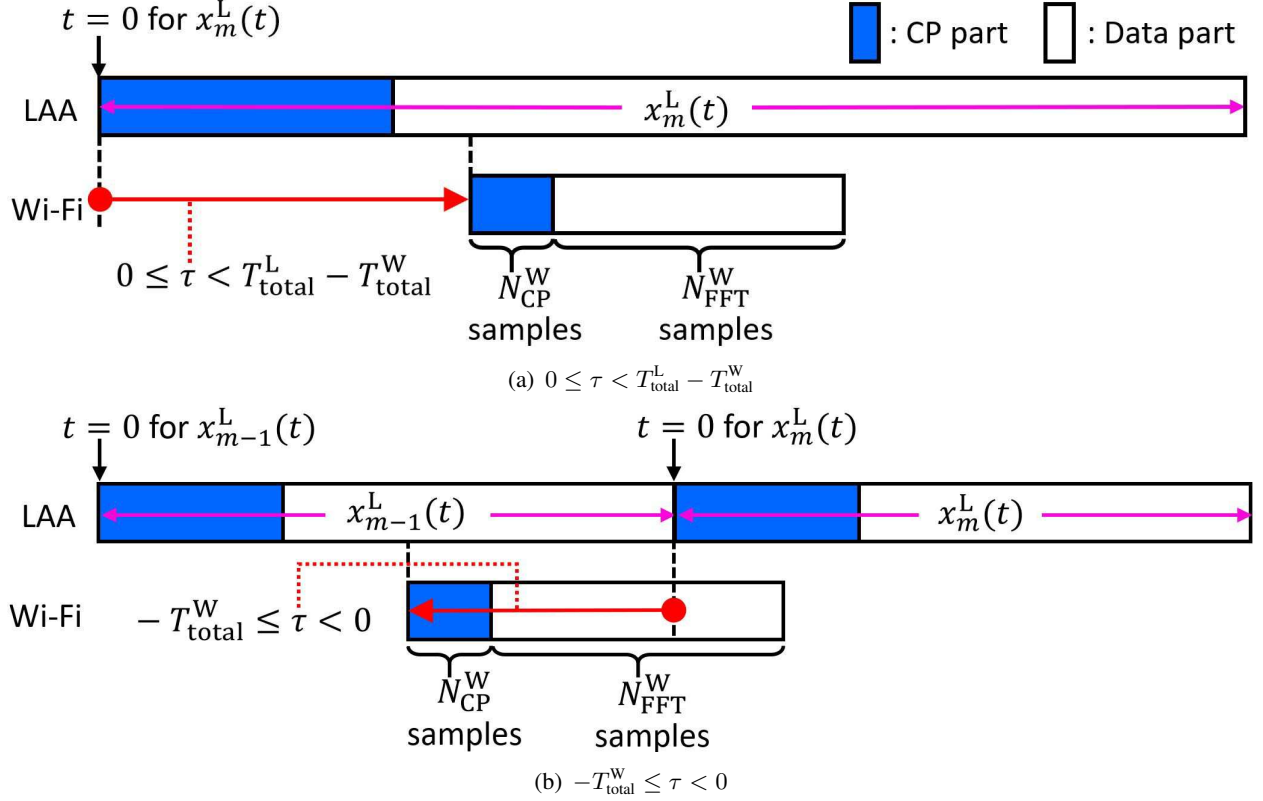 t = 0 for x_m^L(t)
: CP part
: Data part
LAA
x_m^L(t)
Wi-Fi
0 ≤ τ < T_total^L − T_total^W
N_CP^W
samples
N_FFT^W
samples
(a) 0 ≤ τ < T_total^L − T_total^W
t = 0 for x_{m−1}^L(t)
t = 0 for x_m^L(t)
LAA
x_{m−1}^L(t)
x_m^L(t)
Wi-Fi
− T_total^W ≤ τ < 0
N_CP^W
samples
N_FFT^W
samples
(b) −T_total^W ≤ τ < 0